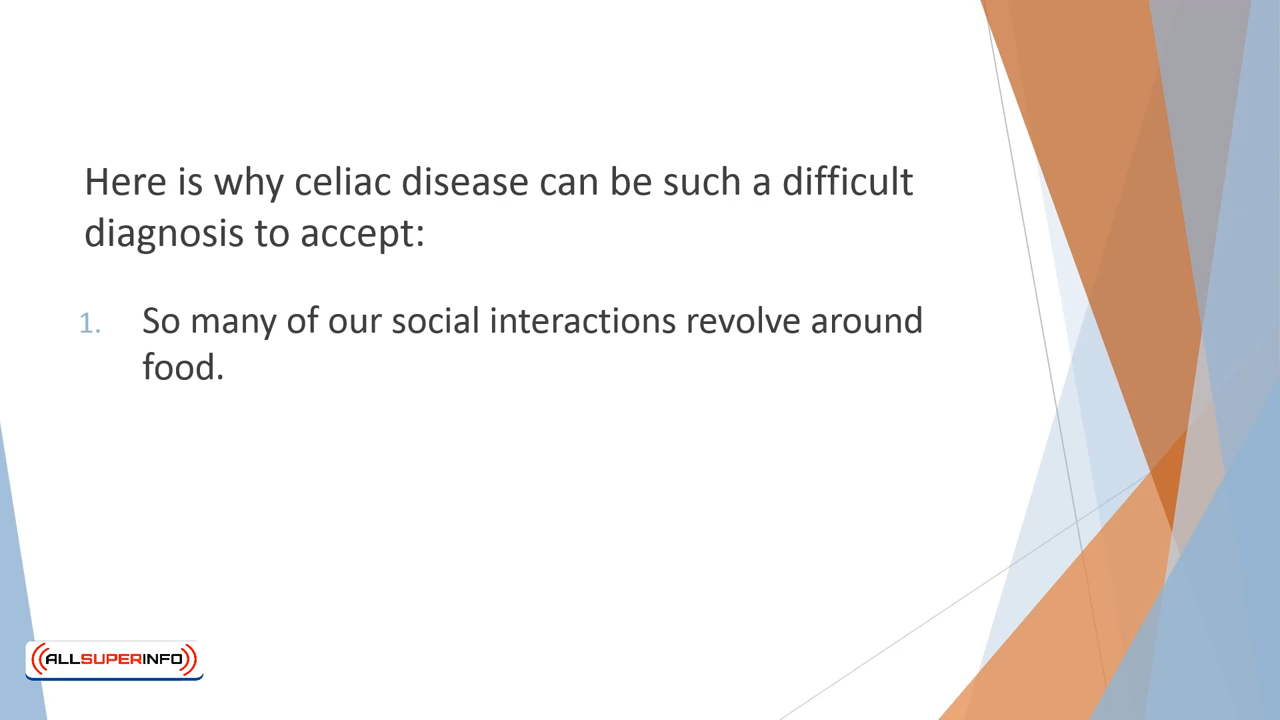 Here is why celiac disease can be such a difficult
diagnosis to accept:
1. So many of our social interactions revolve around
food.
ALLSUPERINFO